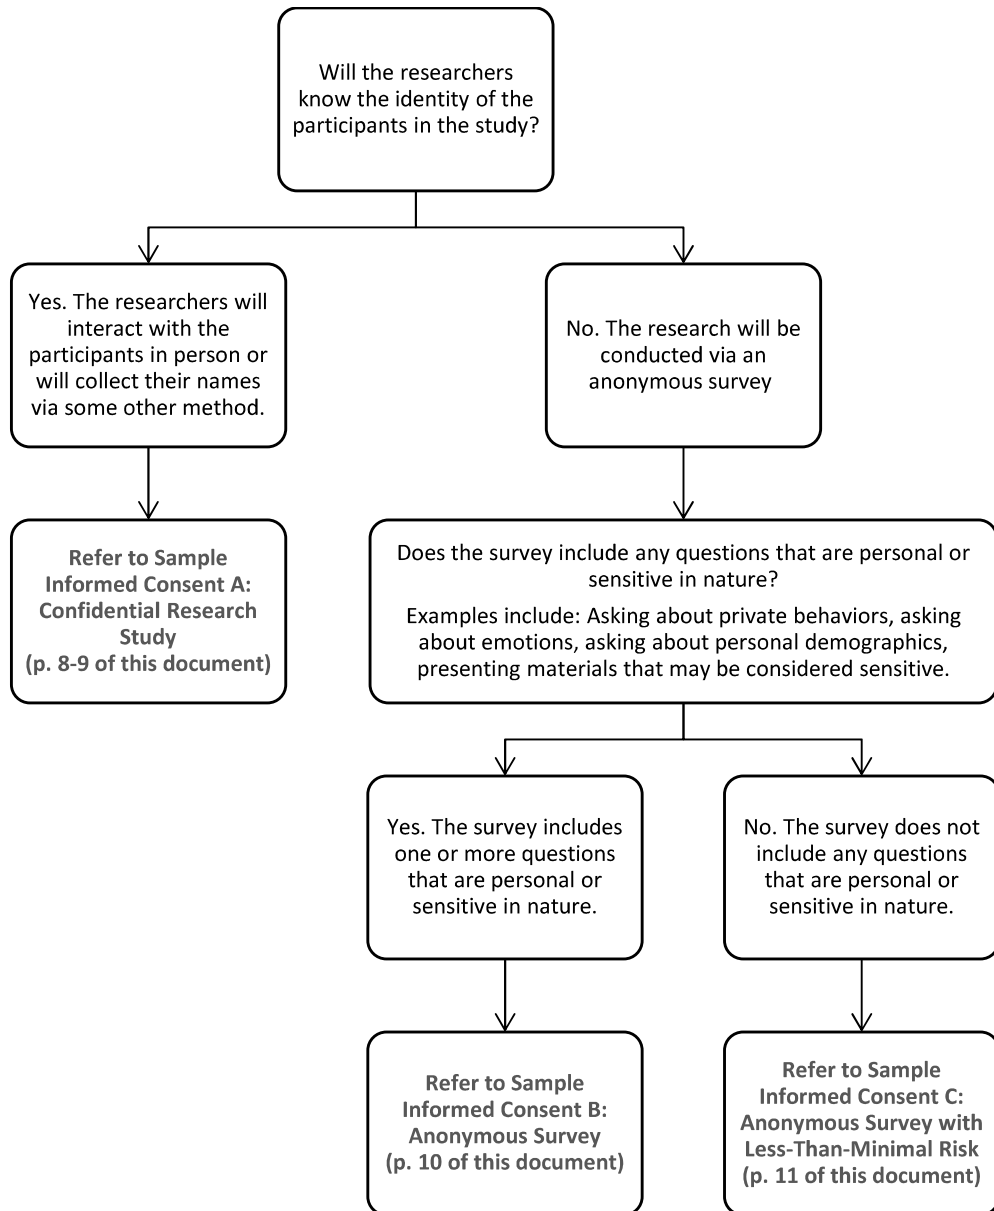 Will the researchers
know the identity of the
participants in the study?
Yes. The researchers will
interact with the
participants in person or
will collect their names
via some other method.
No. The research will be
conducted via an
anonymous survey
Refer to Sample
Informed Consent A:
Confidential Research
Study
(p. 8-9 of this document)
Does the survey include any questions that are personal or
sensitive in nature?
Examples include: Asking about private behaviors, asking
about emotions, asking about personal demographics,
presenting materials that may be considered sensitive.
Yes. The survey includes
one or more questions
that are personal or
sensitive in nature.
No. The survey does not
include any questions
that are personal or
sensitive in nature.
Refer to Sample
Informed Consent B:
Anonymous Survey
(p. 10 of this document)
Refer to Sample
Informed Consent C:
Anonymous Survey with
Less-Than-Minimal Risk
(p. 11 of this document)